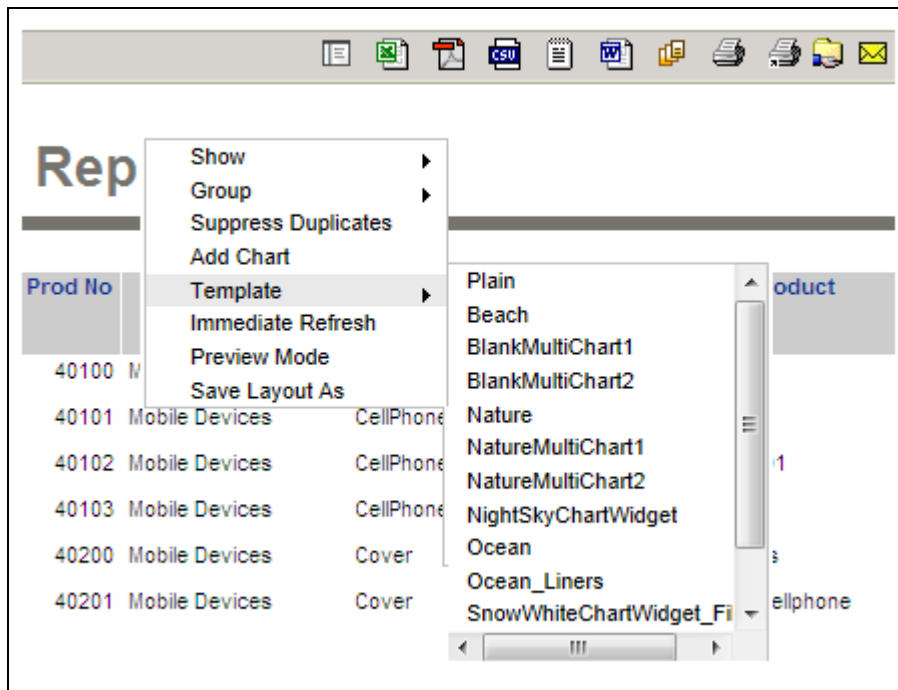 CSV
Rep
Show
Group
Suppress Duplicates
Add Chart
Template
Immediate Refresh
Preview Mode
Save Layout As
Plain
Beach
BlankMultiChart1
BlankMultiChart2
Nature
NatureMultiChart1
NatureMultiChart2
NightSkyChartWidget
Ocean
Ocean_Liners
SnowWhiteChartWidget_Fi
Prod No oduct
40100 M
40101 Mobile Devices CellPhone
40102 Mobile Devices CellPhone 1
40103 Mobile Devices CellPhone
40200 Mobile Devices Cover s
40201 Mobile Devices Cover ellphone